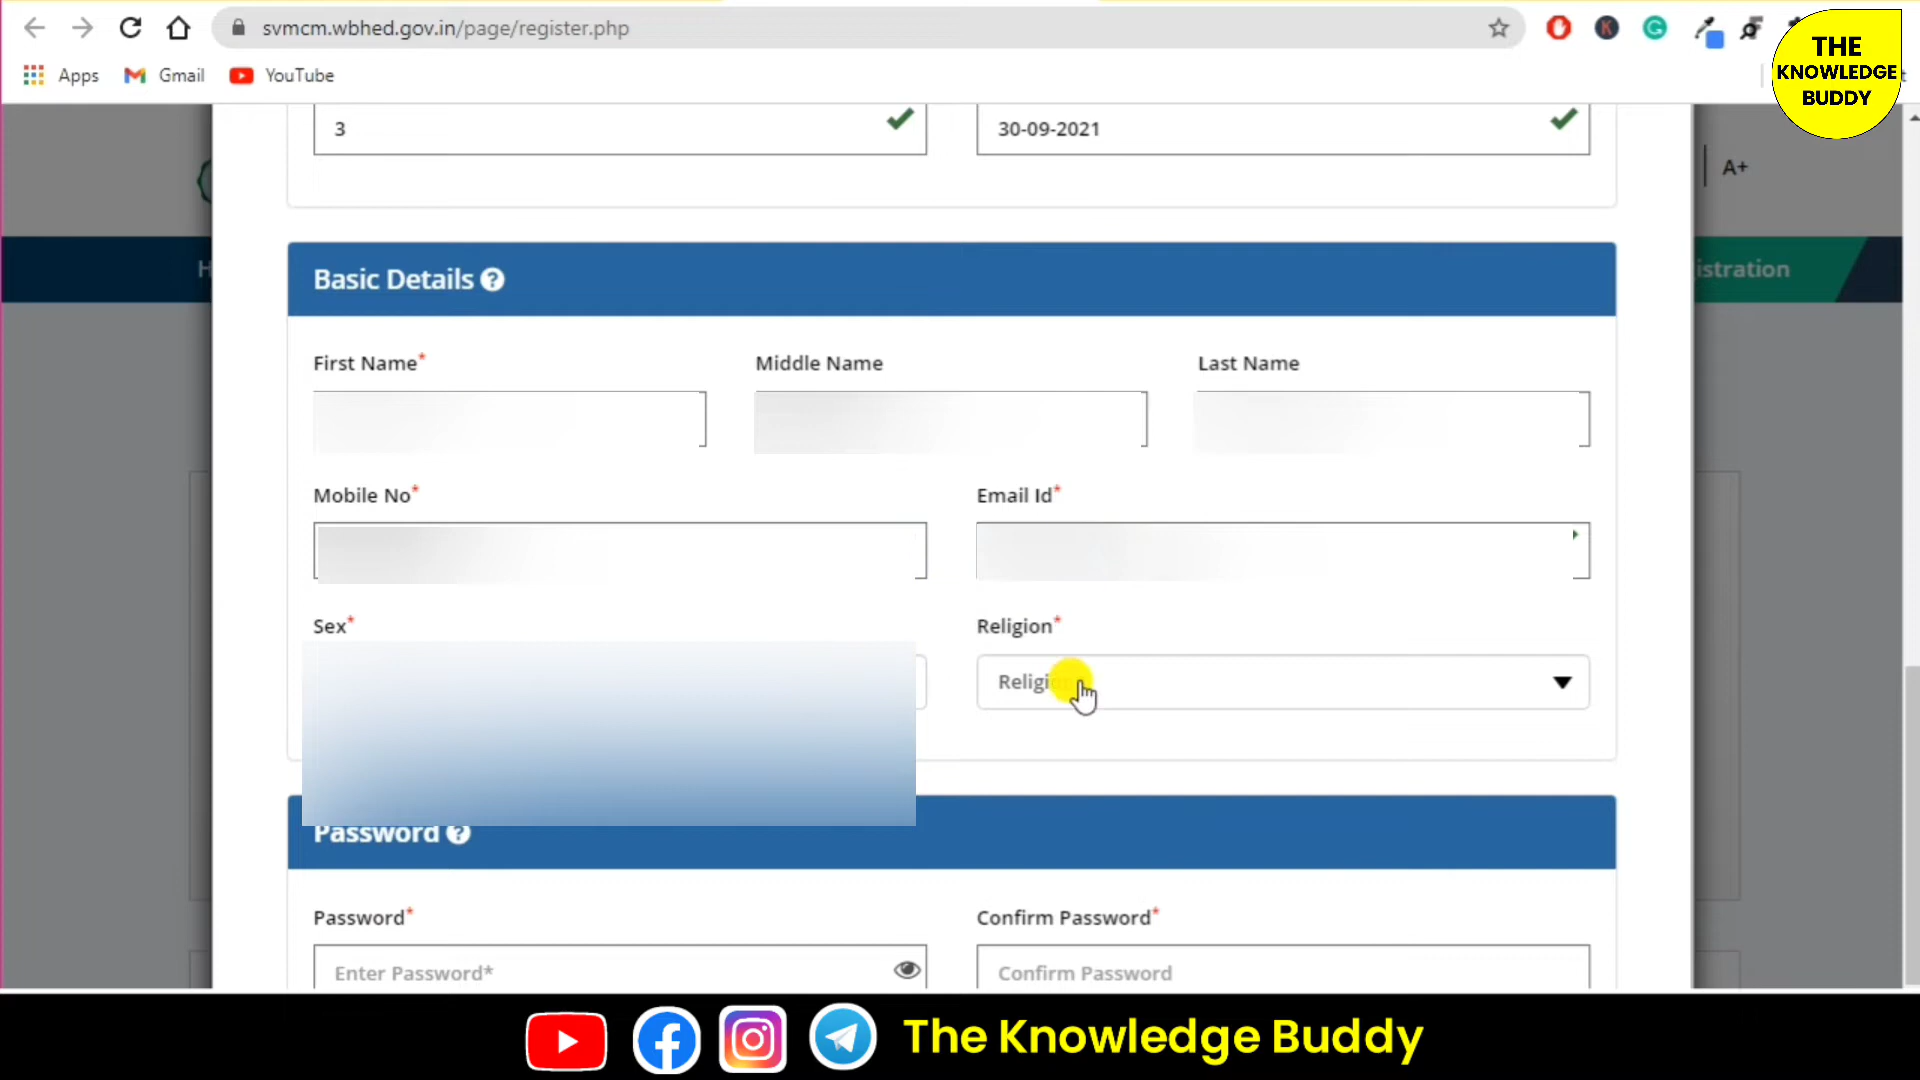 svmcm.wbhed.gov.in/page/register.php
THE
KNOWLEDGE
BUDDY
Apps Gmail YouTube
3 30-09-2021
A+
istration
Basic Details ?
First Name* Middle Name Last Name
Mobile No* Email Id*
Sex* Religion*
Password ?
Password* Confirm Password*
Enter Password* Confirm Password
The Knowledge Buddy